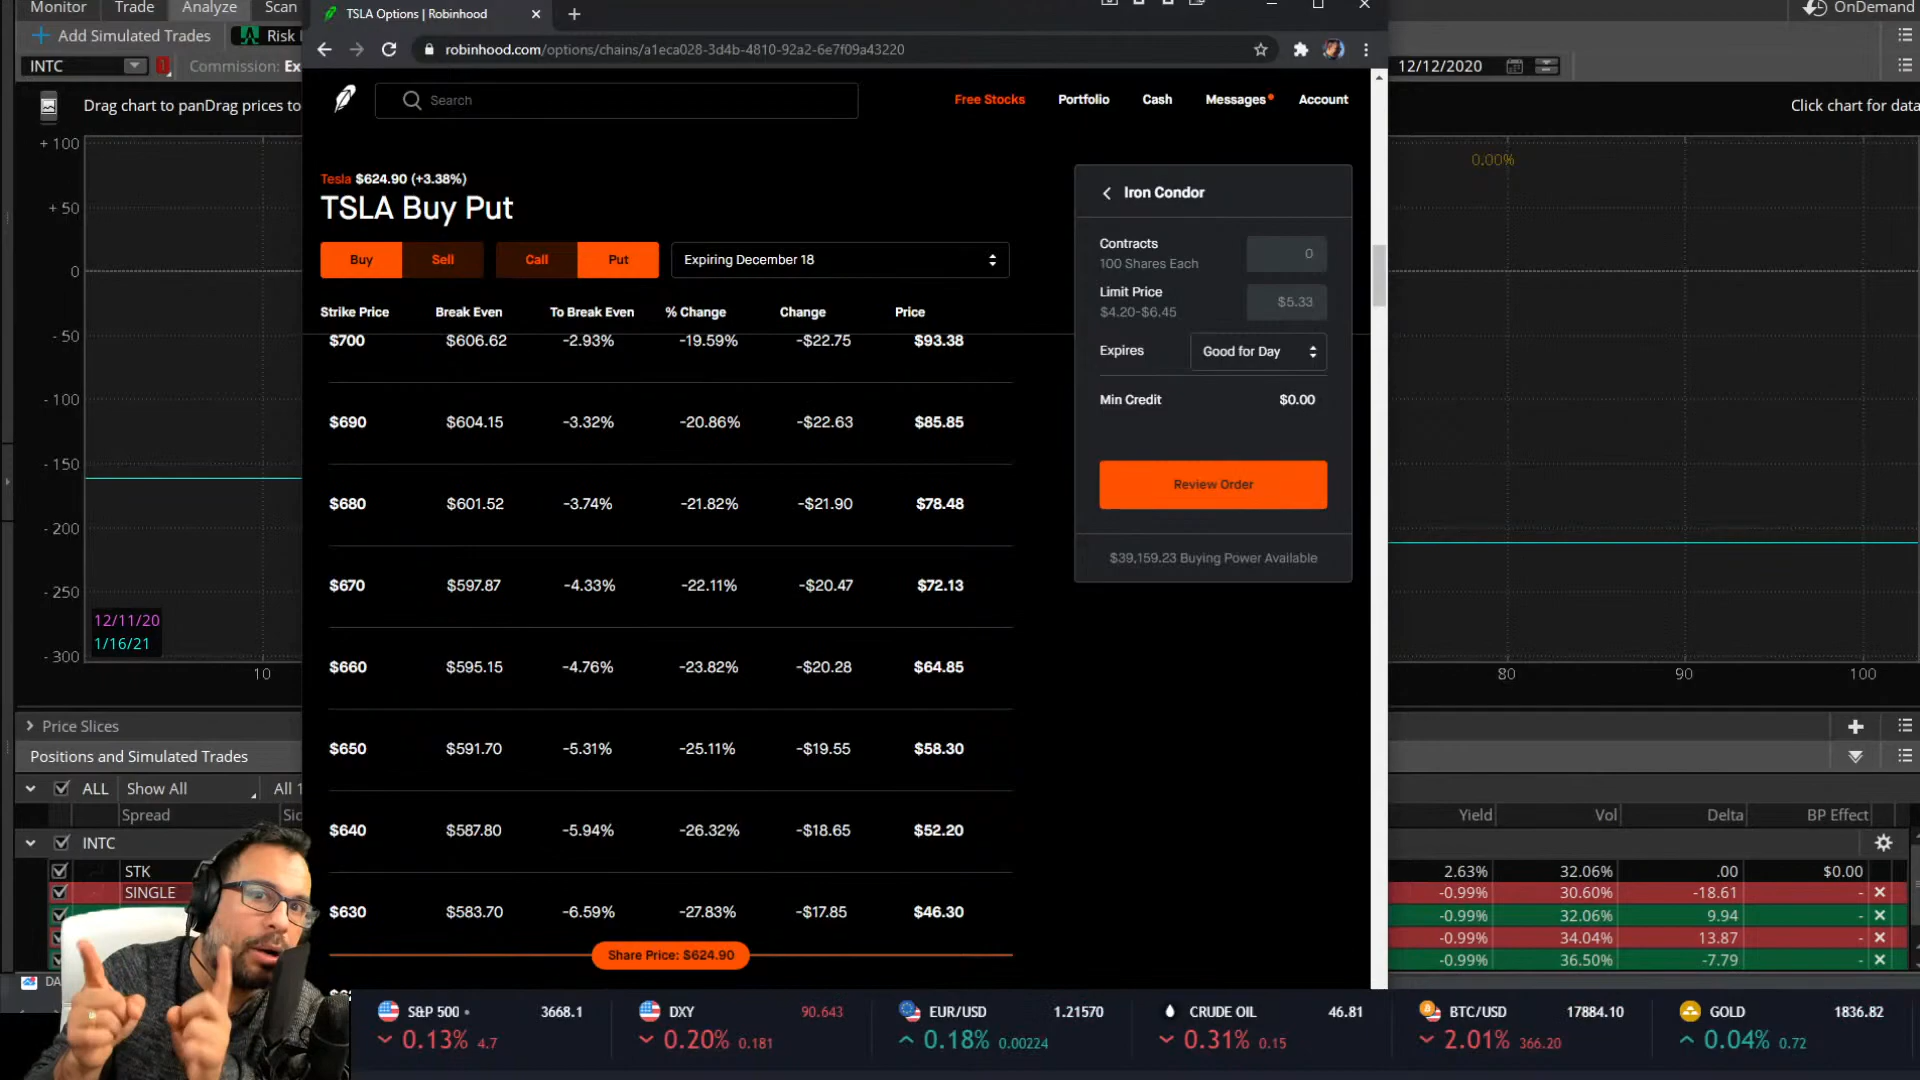 Monitor Trade Analyze Scan
TSLA Options | Robinhood
OnDemand
Add Simulated Trades Risk
robinhood.com/options/chains/a1eca028-3d4b-4810-92a2-6e7f09a43220
INTC Commission: Ex
12/12/2020
Drag chart to panDrag prices to
Click chart for data
Search
Free Stocks Portfolio Cash Messages Account
+ 100
+ 50
0
- 50
- 100
- 150
- 200
- 250
- 300
12/11/20
1/16/21
10
0.00%
80 90 100
Tesla $624.90 (+3.38%)
TSLA Buy Put
Buy Sell Call Put Expiring December 18
Strike Price Break Even To Break Even % Change Change Price
$700 $606.62 -2.93% -19.59% -$22.75 $93.38
$690 $604.15 -3.32% -20.86% -$22.63 $85.85
$680 $601.52 -3.74% -21.82% -$21.90 $78.48
$670 $597.87 -4.33% -22.11% -$20.47 $72.13
$660 $595.15 -4.76% -23.82% -$20.28 $64.85
$650 $591.70 -5.31% -25.11% -$19.55 $58.30
$640 $587.80 -5.94% -26.32% -$18.65 $52.20
$630 $583.70 -6.59% -27.83% -$17.85 $46.30
Share Price: $624.90
Iron Condor
Contracts 0
100 Shares Each
Limit Price $5.33
$4.20-$6.45
Expires Good for Day
Min Credit $0.00
Review Order
$39,159.23 Buying Power Available
Price Slices
Positions and Simulated Trades
ALL Show All All 1
Spread Sid
INTC
STK
SINGLE
DA
Yield Vol Delta BP Effect
2.63% 32.06% .00 $0.00
-0.99% 30.60% -18.61 -
-0.99% 32.06% 9.94 -
-0.99% 34.04% 13.87 -
-0.99% 36.50% -7.79 -
S&P 500 3668.1
0.13% 4.7
DXY 90.643
0.20% 0.181
EUR/USD 1.21570
0.18% 0.00224
CRUDE OIL 46.81
0.31% 0.15
BTC/USD 17884.10
2.01% 366.20
GOLD 1836.82
0.04% 0.72